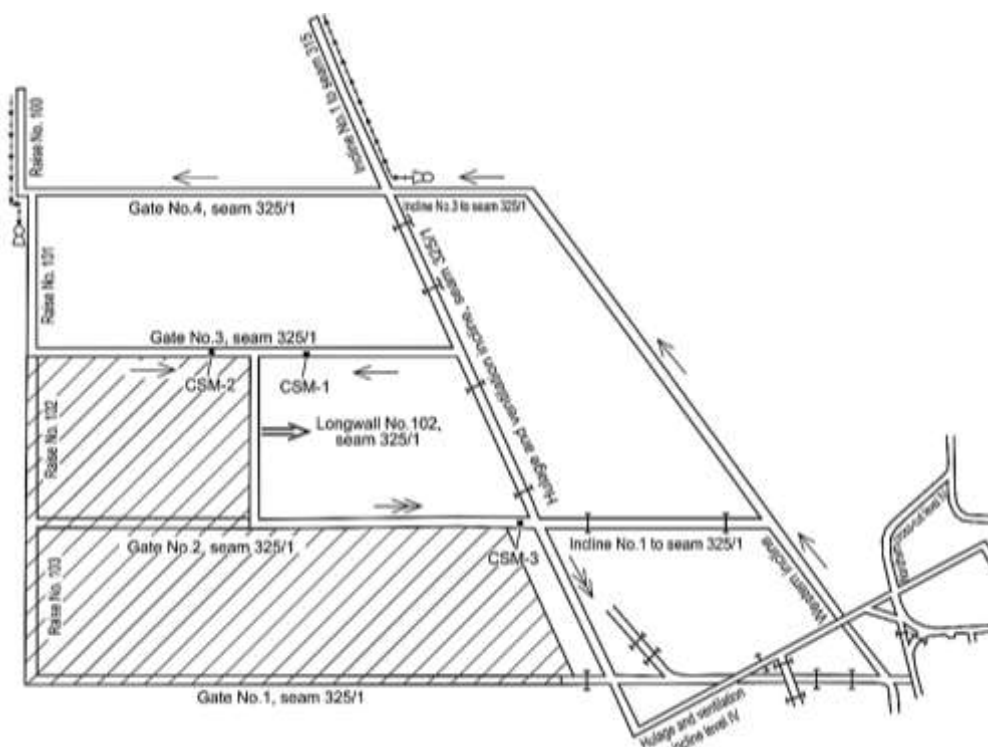 Incline No.1 to seam 315
Raise No. 100
Gate No.4, seam 325/1
Incline No.3 to seam 325/1
Raise No. 101
Hulage and ventilation incline, seam 325/1
Gate No.3, seam 325/1
CSM-2
CSM-1
Raise No. 102
Longwall No.102,
seam 325/1
Gate No.2, seam 325/1
CSM-3
Incline No.1 to seam 325/1
Western incline
Raise No. 103
Gate No.1, seam 325/1
Hulage and ventilation
incline level IV